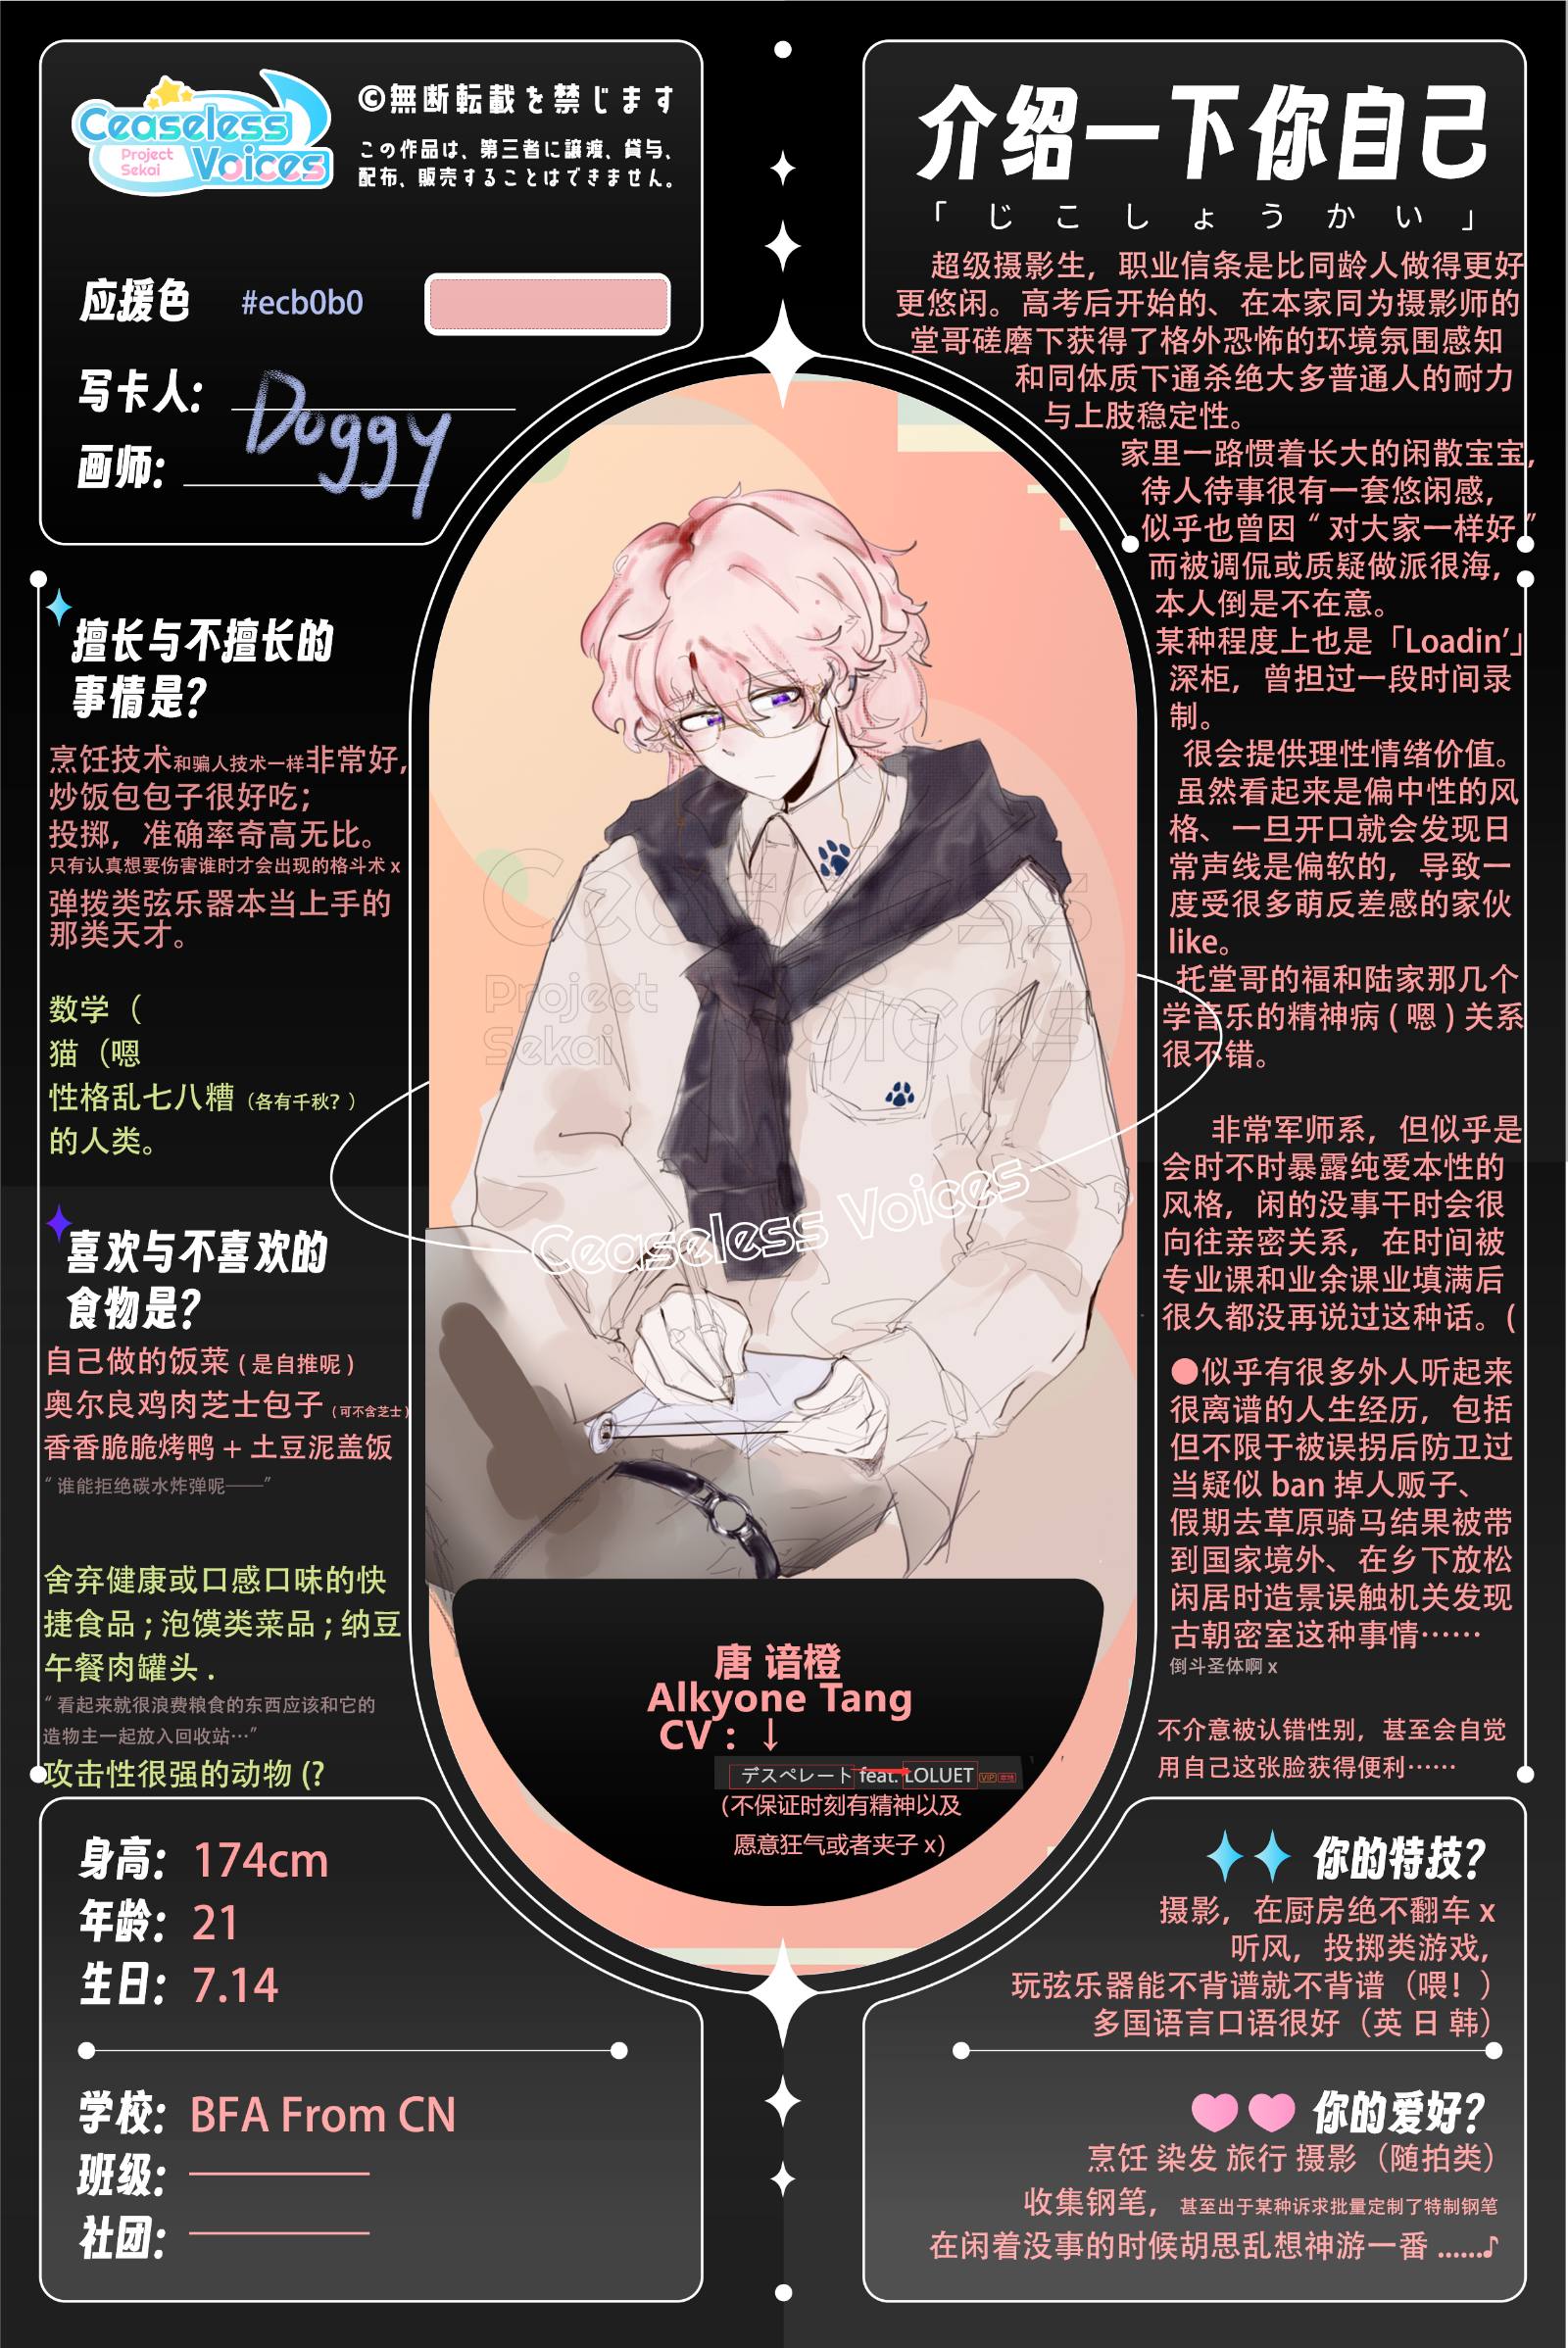 Ceaseless
Voices
Project
Sekai
©無断転載を禁じます
この作品は、第三者に譲渡、貸与、
配布、販売することはできません。
应援色 #ecb0b0
写卡人:
画师:
Doggy
介绍一下你自己
「じこしょうかい」
超级摄影生，职业信条是比同龄人做得更好
更悠闲。高考后开始的、在本家同为摄影师的
堂哥磋磨下获得了格外恐怖的环境氛围感知
和同体质下通杀绝大多普通人的耐力
与上肢稳定性。
家里一路惯着长大的闲散宝宝，
待人待事很有一套悠闲感，
似乎也曾因“对大家一样好”
而被调侃或质疑做派很海，
本人倒是不在意。
某种程度上也是「Loadin’」
深柜，曾担过一段时间录
制。
很会提供理性情绪价值。
虽然看起来是偏中性的风
格、一旦开口就会发现日
常声线是偏软的，导致一
度受很多萌反差感的家伙
like。
托堂哥的福和陆家那几个
学音乐的精神病(嗯)关系
很不错。
非常军师系，但似乎是
会时不时暴露纯爱本性的
风格，闲的没事干时会很
向往亲密关系，在时间被
专业课和业余课业填满后
很久都没再说过这种话。(
●似乎有很多外人听起来
很离谱的人生经历，包括
但不限于被误拐后防卫过
当疑似 ban 掉人贩子、
假期去草原骑马结果被带
到国家境外、在乡下放松
闲居时造景误触机关发现
古朝密室这种事情……
倒斗圣体啊 x
不介意被认错性别，甚至会自觉
用自己这张脸获得便利……
擅长与不擅长的
事情是？
烹饪技术和骗人技术一样非常好，
炒饭包包子很好吃；
投掷，准确率奇高无比。
只有认真想要伤害谁时才会出现的格斗术 x
弹拨类弦乐器本当上手的
那类天才。
数学（
猫（嗯
性格乱七八糟（各有千秋？）
的人类。
喜欢与不喜欢的
食物是？
自己做的饭菜(是自推呢)
奥尔良鸡肉芝士包子(可不含芝士)
香香脆脆烤鸭 + 土豆泥盖饭
“谁能拒绝碳水炸弹呢——”
舍弃健康或口感口味的快
捷食品；泡馍类菜品；纳豆
午餐肉罐头.
“看起来就很浪费粮食的东西应该和它的
造物主一起放入回收站…”
攻击性很强的动物 (?
Ceaseless
Voices
Project
Sekai
Ceaseless Voices
唐 谙橙
Alkyone Tang
CV：↓
デスペレート feat. LOLUET VIP
(不保证时刻有精神以及
愿意狂气或者夹子 x)
身高: 174cm
年龄: 21
生日: 7.14
学校: BFA From CN
班级:
社团:
你的特技？
摄影，在厨房绝不翻车 x
听风，投掷类游戏，
玩弦乐器能不背谱就不背谱（喂！）
多国语言口语很好（英 日 韩）
你的爱好？
烹饪 染发 旅行 摄影（随拍类）
收集钢笔，甚至出于某种诉求批量定制了特制钢笔
在闲着没事的时候胡思乱想神游一番 ......♪